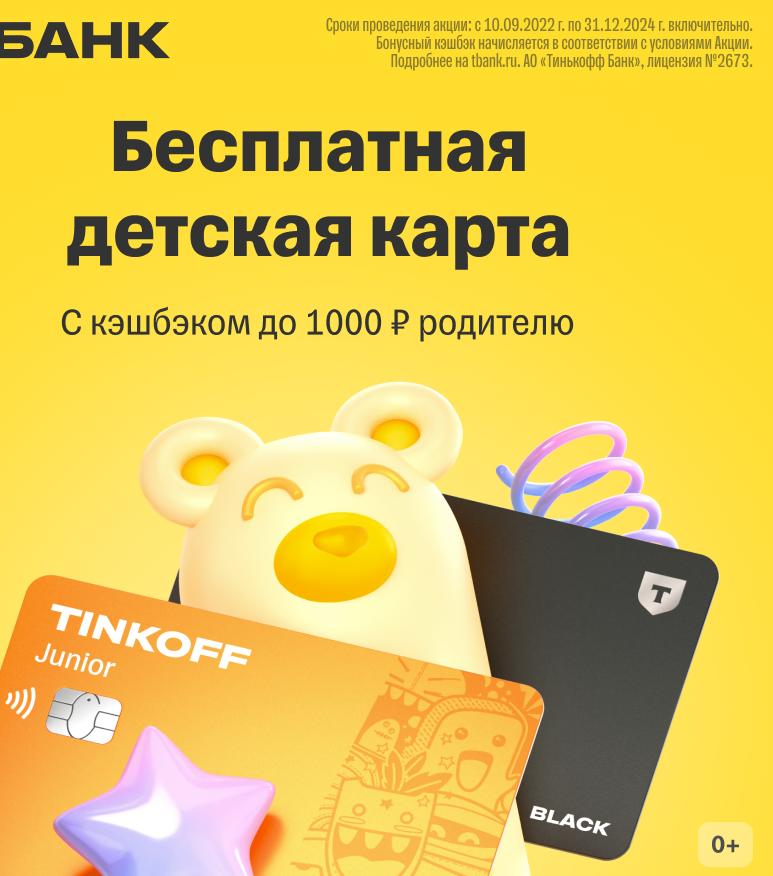 БАНК
Сроки проведения акции: с 10.09.2022 г. по 31.12.2024 г. включительно.
Бонусный кэшбэк начисляется в соответствии с условиями Акции.
Подробнее на tbank.ru. АО «Тинькофф Банк», лицензия №2673.
Бесплатная
детская карта
С кэшбэком до 1000 ₽ родителю
T
TINKOFF
Junior
BLACK
0+